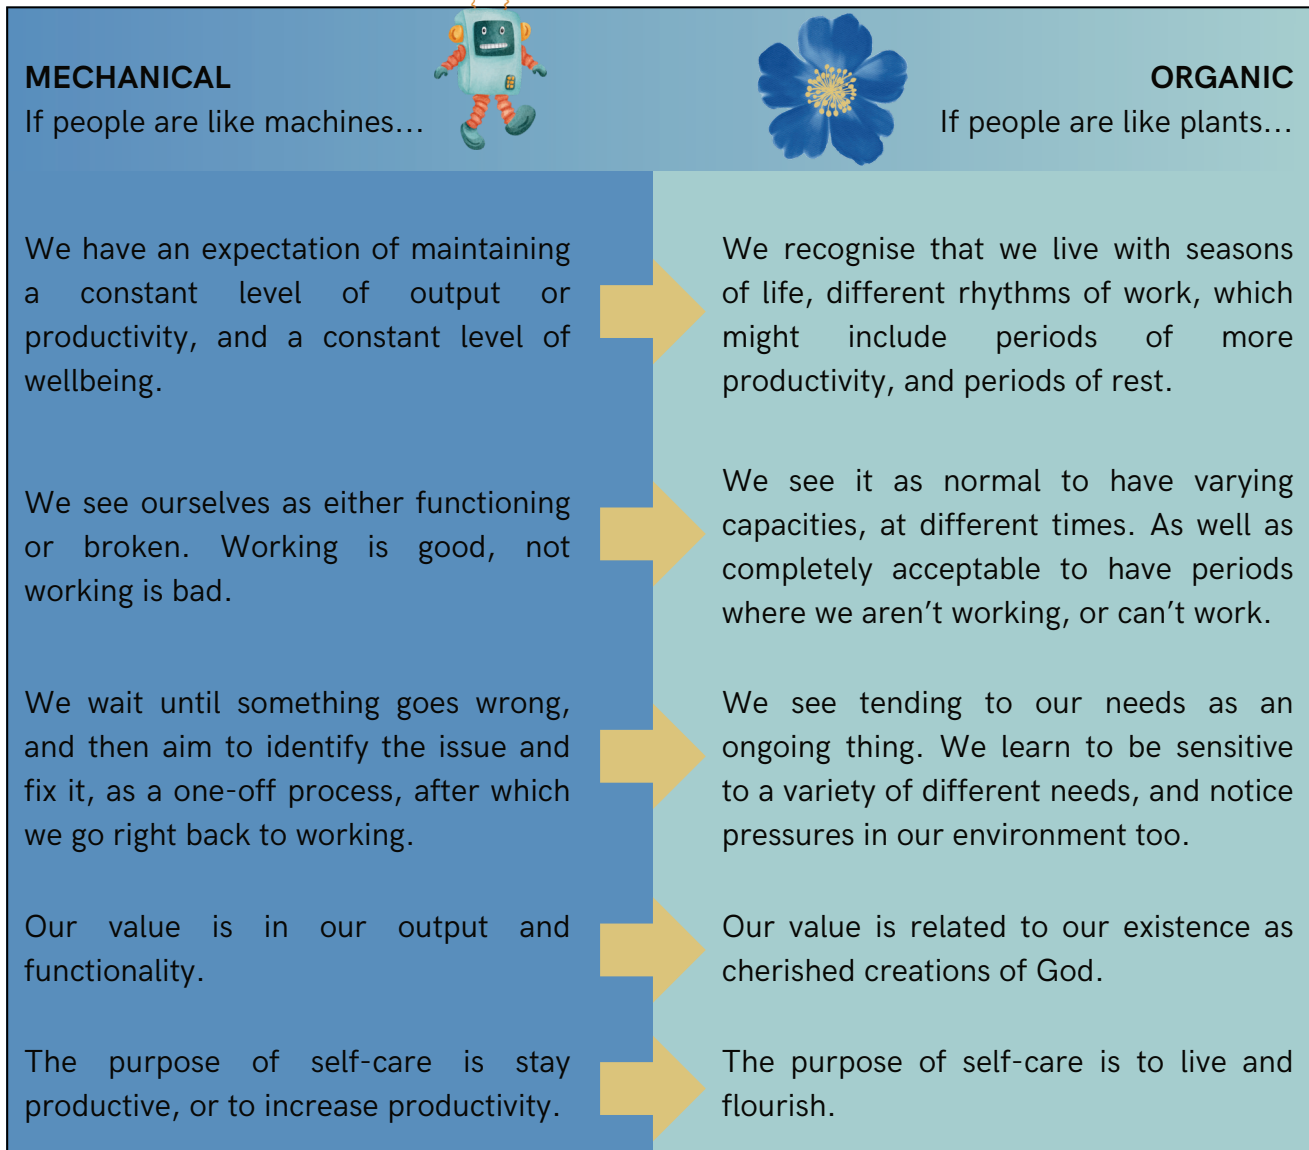 MECHANICAL
If people are like machines...
ORGANIC
If people are like plants...
We have an expectation of maintaining
a constant level of output or
productivity, and a constant level of
wellbeing.
We recognise that we live with seasons
of life, different rhythms of work, which
might include periods of more
productivity, and periods of rest.
We see ourselves as either functioning
or broken. Working is good, not
working is bad.
We see it as normal to have varying
capacities, at different times. As well as
completely acceptable to have periods
where we aren’t working, or can’t work.
We wait until something goes wrong,
and then aim to identify the issue and
fix it, as a one-off process, after which
we go right back to working.
We see tending to our needs as an
ongoing thing. We learn to be sensitive
to a variety of different needs, and notice
pressures in our environment too.
Our value is in our output and
functionality.
Our value is related to our existence as
cherished creations of God.
The purpose of self-care is stay
productive, or to increase productivity.
The purpose of self-care is to live and
flourish.